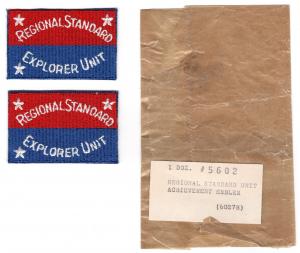 REGIONAL STANDARD
EXPLORER UNIT
REGIONAL STANDARD
EXPLORER UNIT
1 DOZ. #5602
REGIONAL STANDARD UNIT
ACHIEVEMENT EMBLEM
(60278)